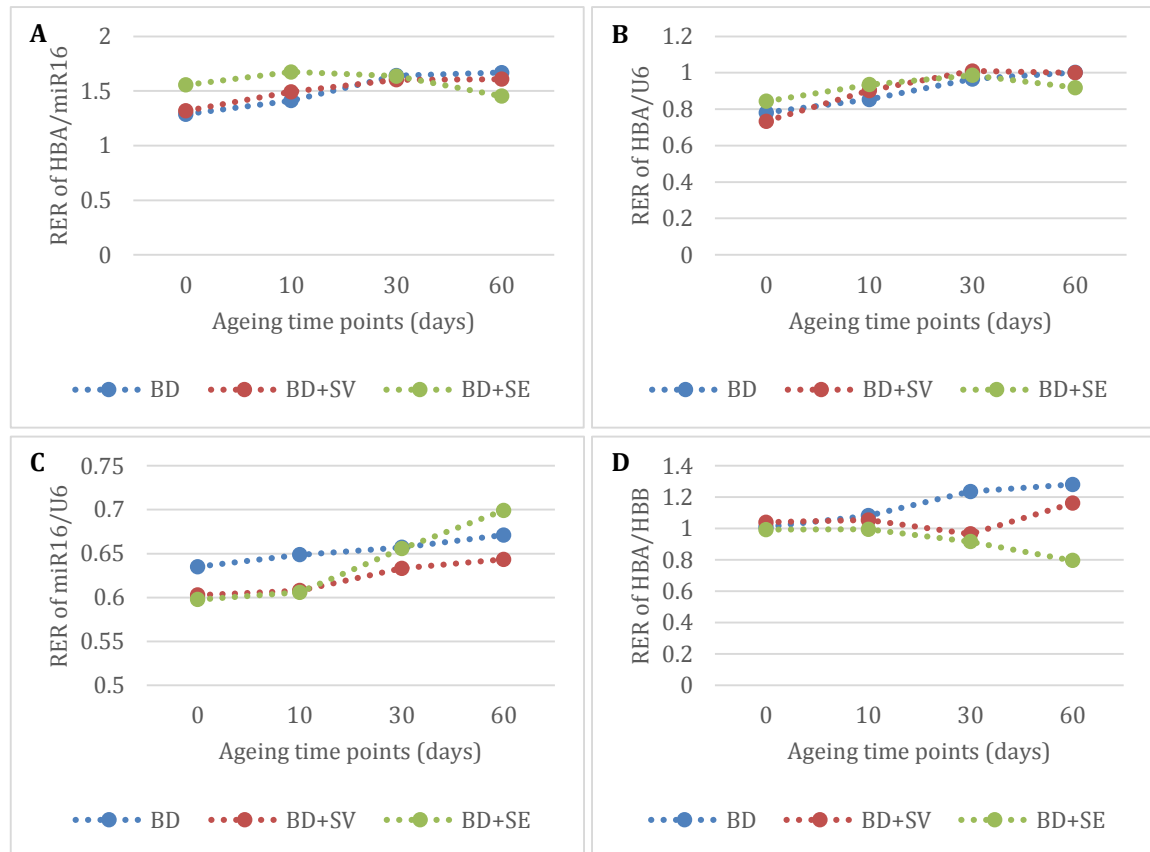 A
RER of HBA/miR16
2
1.5
1
0.5
0
0 10 30 60
Ageing time points (days)
BD BD+SV BD+SE
B
RER of HBA/U6
1.2
1
0.8
0.6
0.4
0.2
0
0 10 30 60
Ageing time points (days)
BD BD+SV BD+SE
C
RER of miR16/U6
0.75
0.7
0.65
0.6
0.55
0.5
0 10 30 60
Ageing time points (days)
BD BD+SV BD+SE
D
RER of HBA/HBB
1.4
1.2
1
0.8
0.6
0.4
0.2
0
0 10 30 60
Ageing time points (days)
BD BD+SV BD+SE